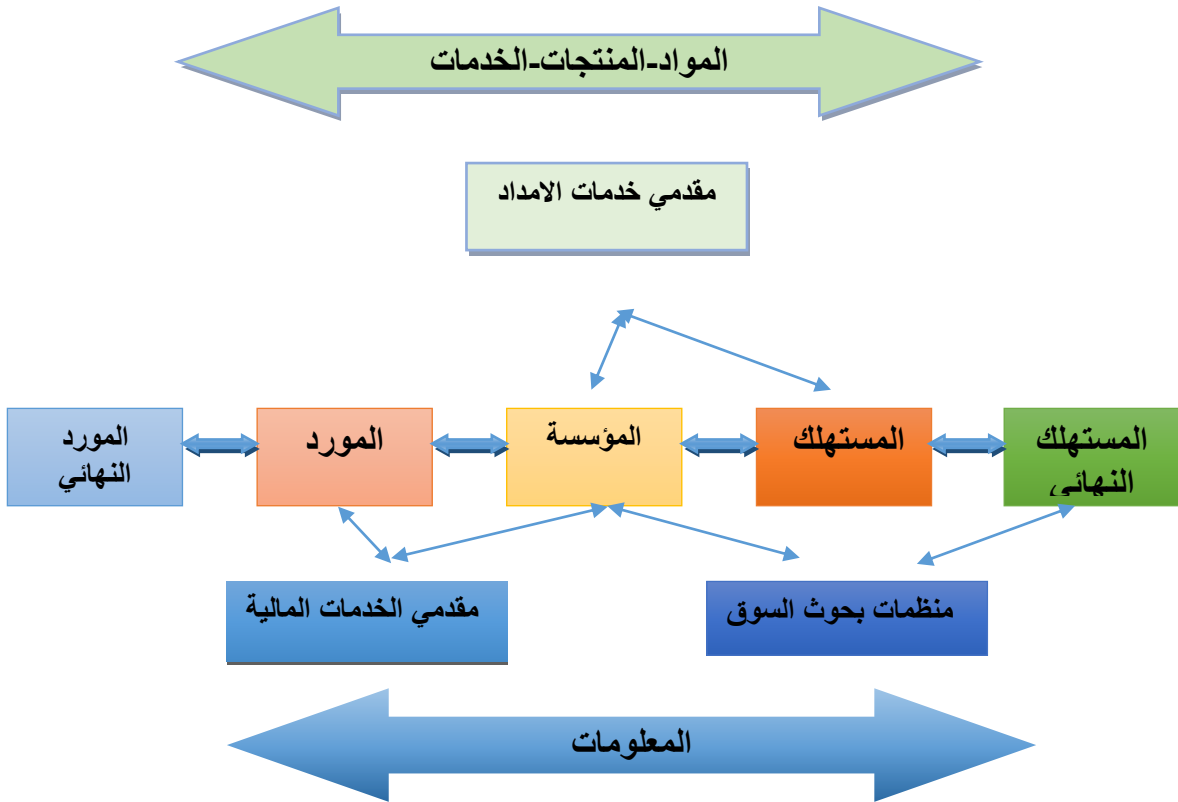 المواد-المنتجات-الخدمات
مقدمي خدمات الامداد
المستهلك
النهائي
المستهلك
المؤسسة
المورد
المورد
النهائي
منظمات بحوث السوق
مقدمي الخدمات المالية
المعلومات